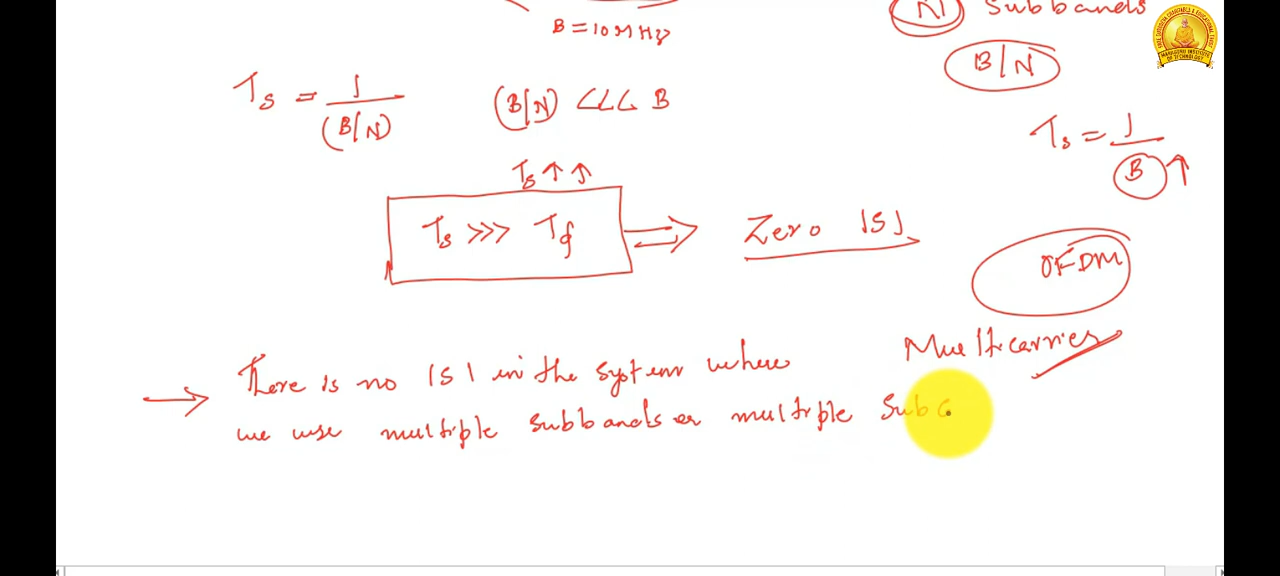 N subbands
B = 10 MHz
B/N
Ts = 1/(B/N)
(B/N) <<< B
Ts = 1/B ↑
Ts ↑ ↑
Ts >>> Td ⇒ Zero ISI
OFDM
Multicarrier
→ There is no ISI in the system where
we use multiple subbands or multiple subc